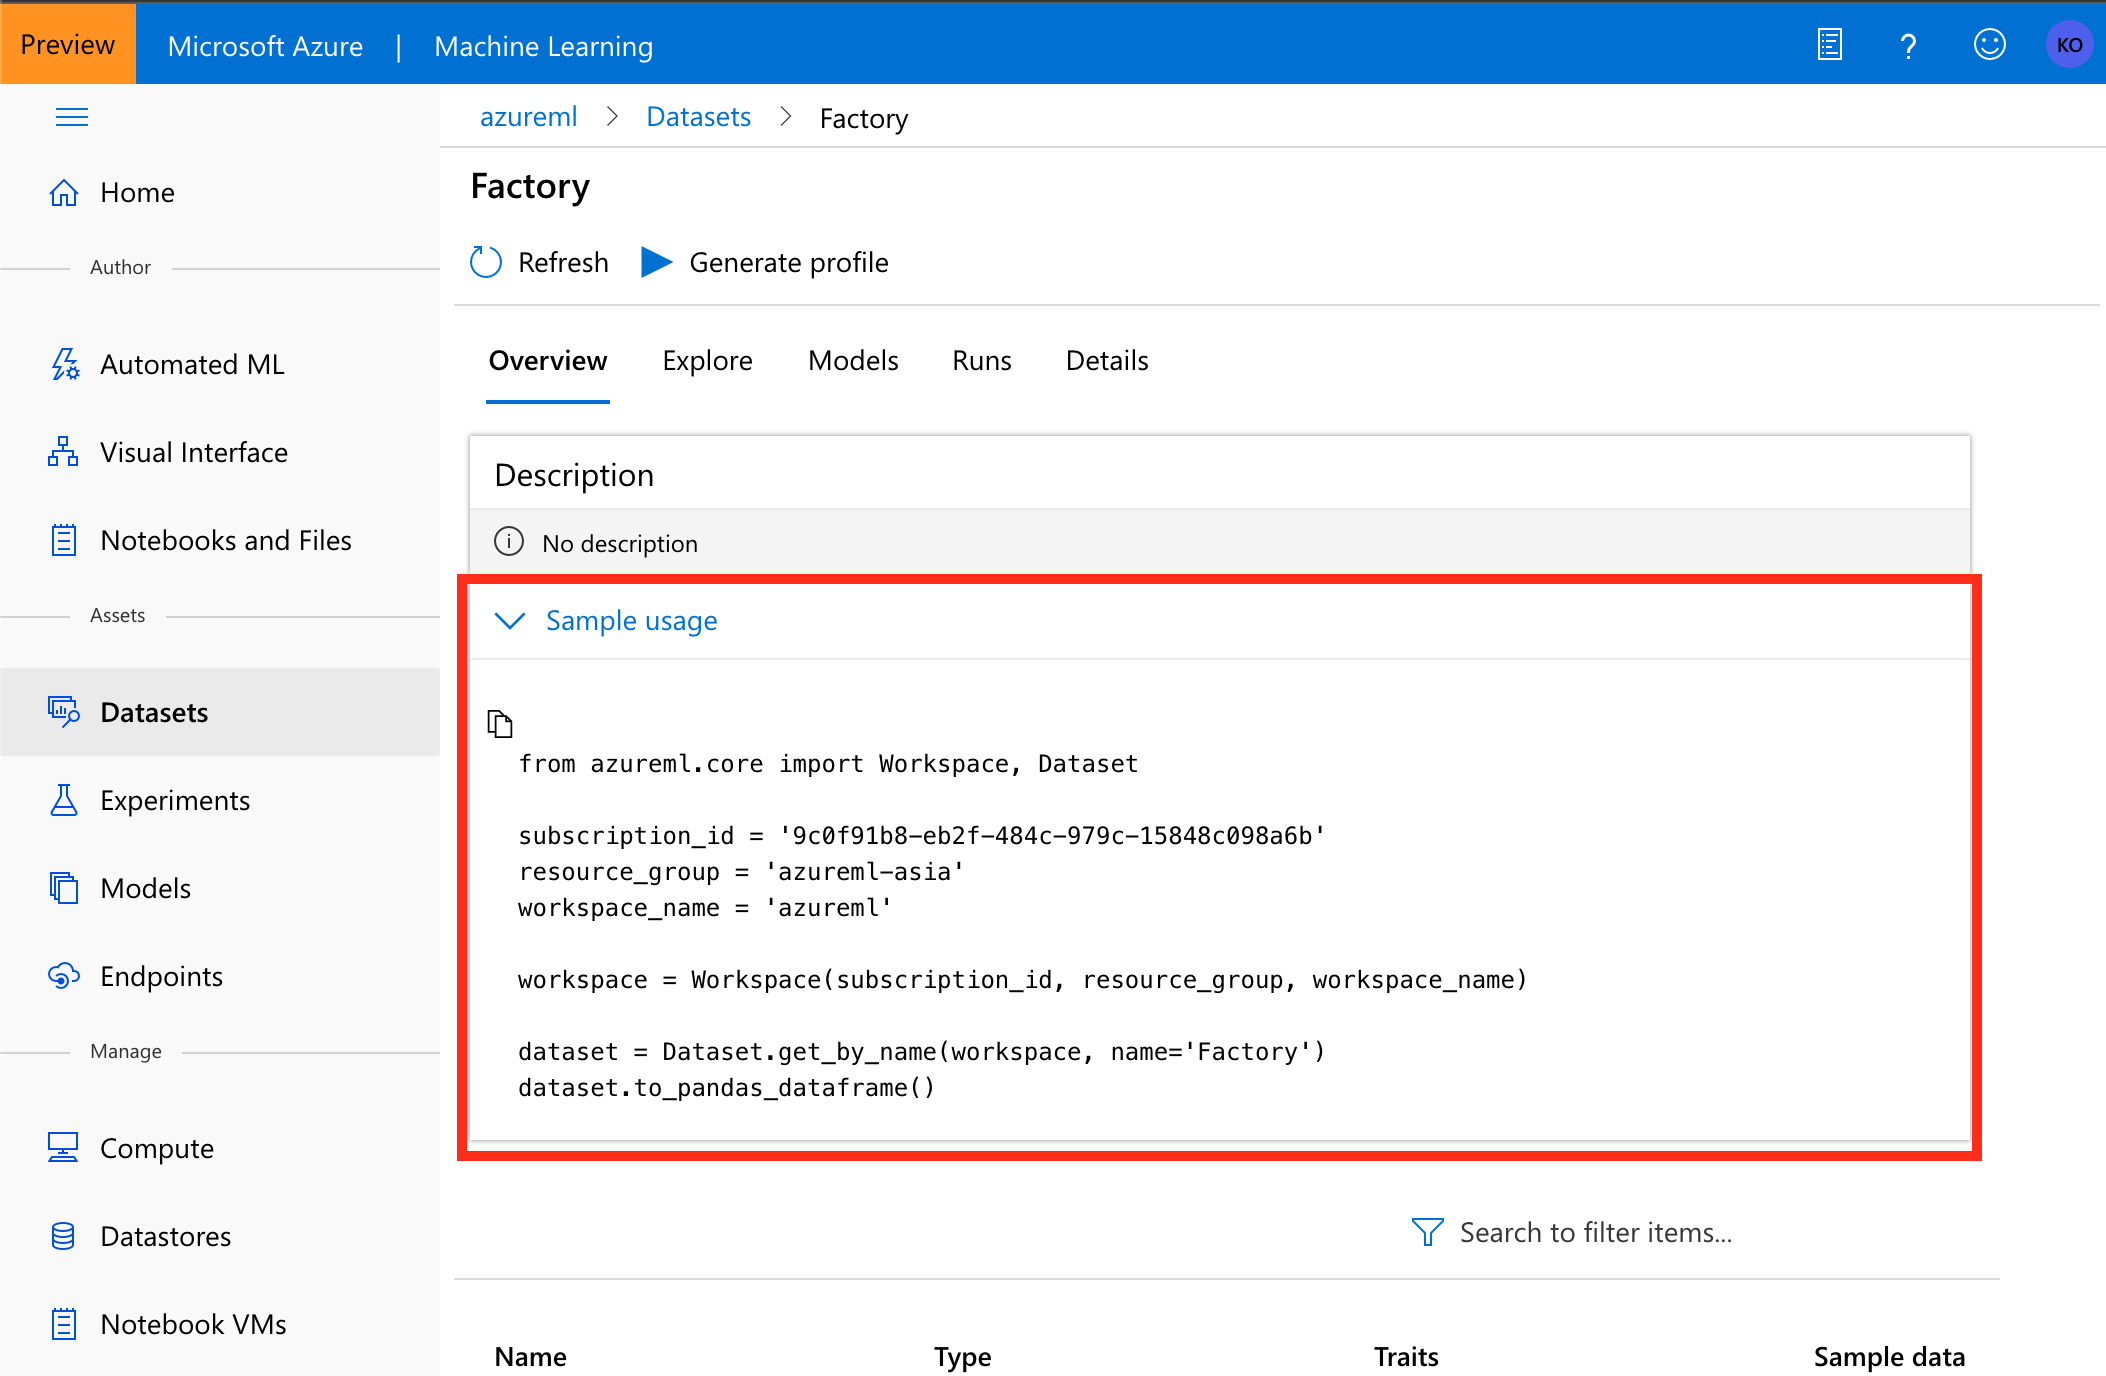 Preview
Microsoft Azure | Machine Learning
?
KO
azureml > Datasets > Factory
Home
Author
Automated ML
Visual Interface
Notebooks and Files
Assets
Datasets
Experiments
Models
Endpoints
Manage
Compute
Datastores
Notebook VMs
Factory
Refresh
Generate profile
Overview Explore Models Runs Details
Description
No description
Sample usage
from azureml.core import Workspace, Dataset
subscription_id = '9c0f91b8-eb2f-484c-979c-15848c098a6b'
resource_group = 'azureml-asia'
workspace_name = 'azureml'
workspace = Workspace(subscription_id, resource_group, workspace_name)
dataset = Dataset.get_by_name(workspace, name='Factory')
dataset.to_pandas_dataframe()
Search to filter items...
Name Type Traits Sample data